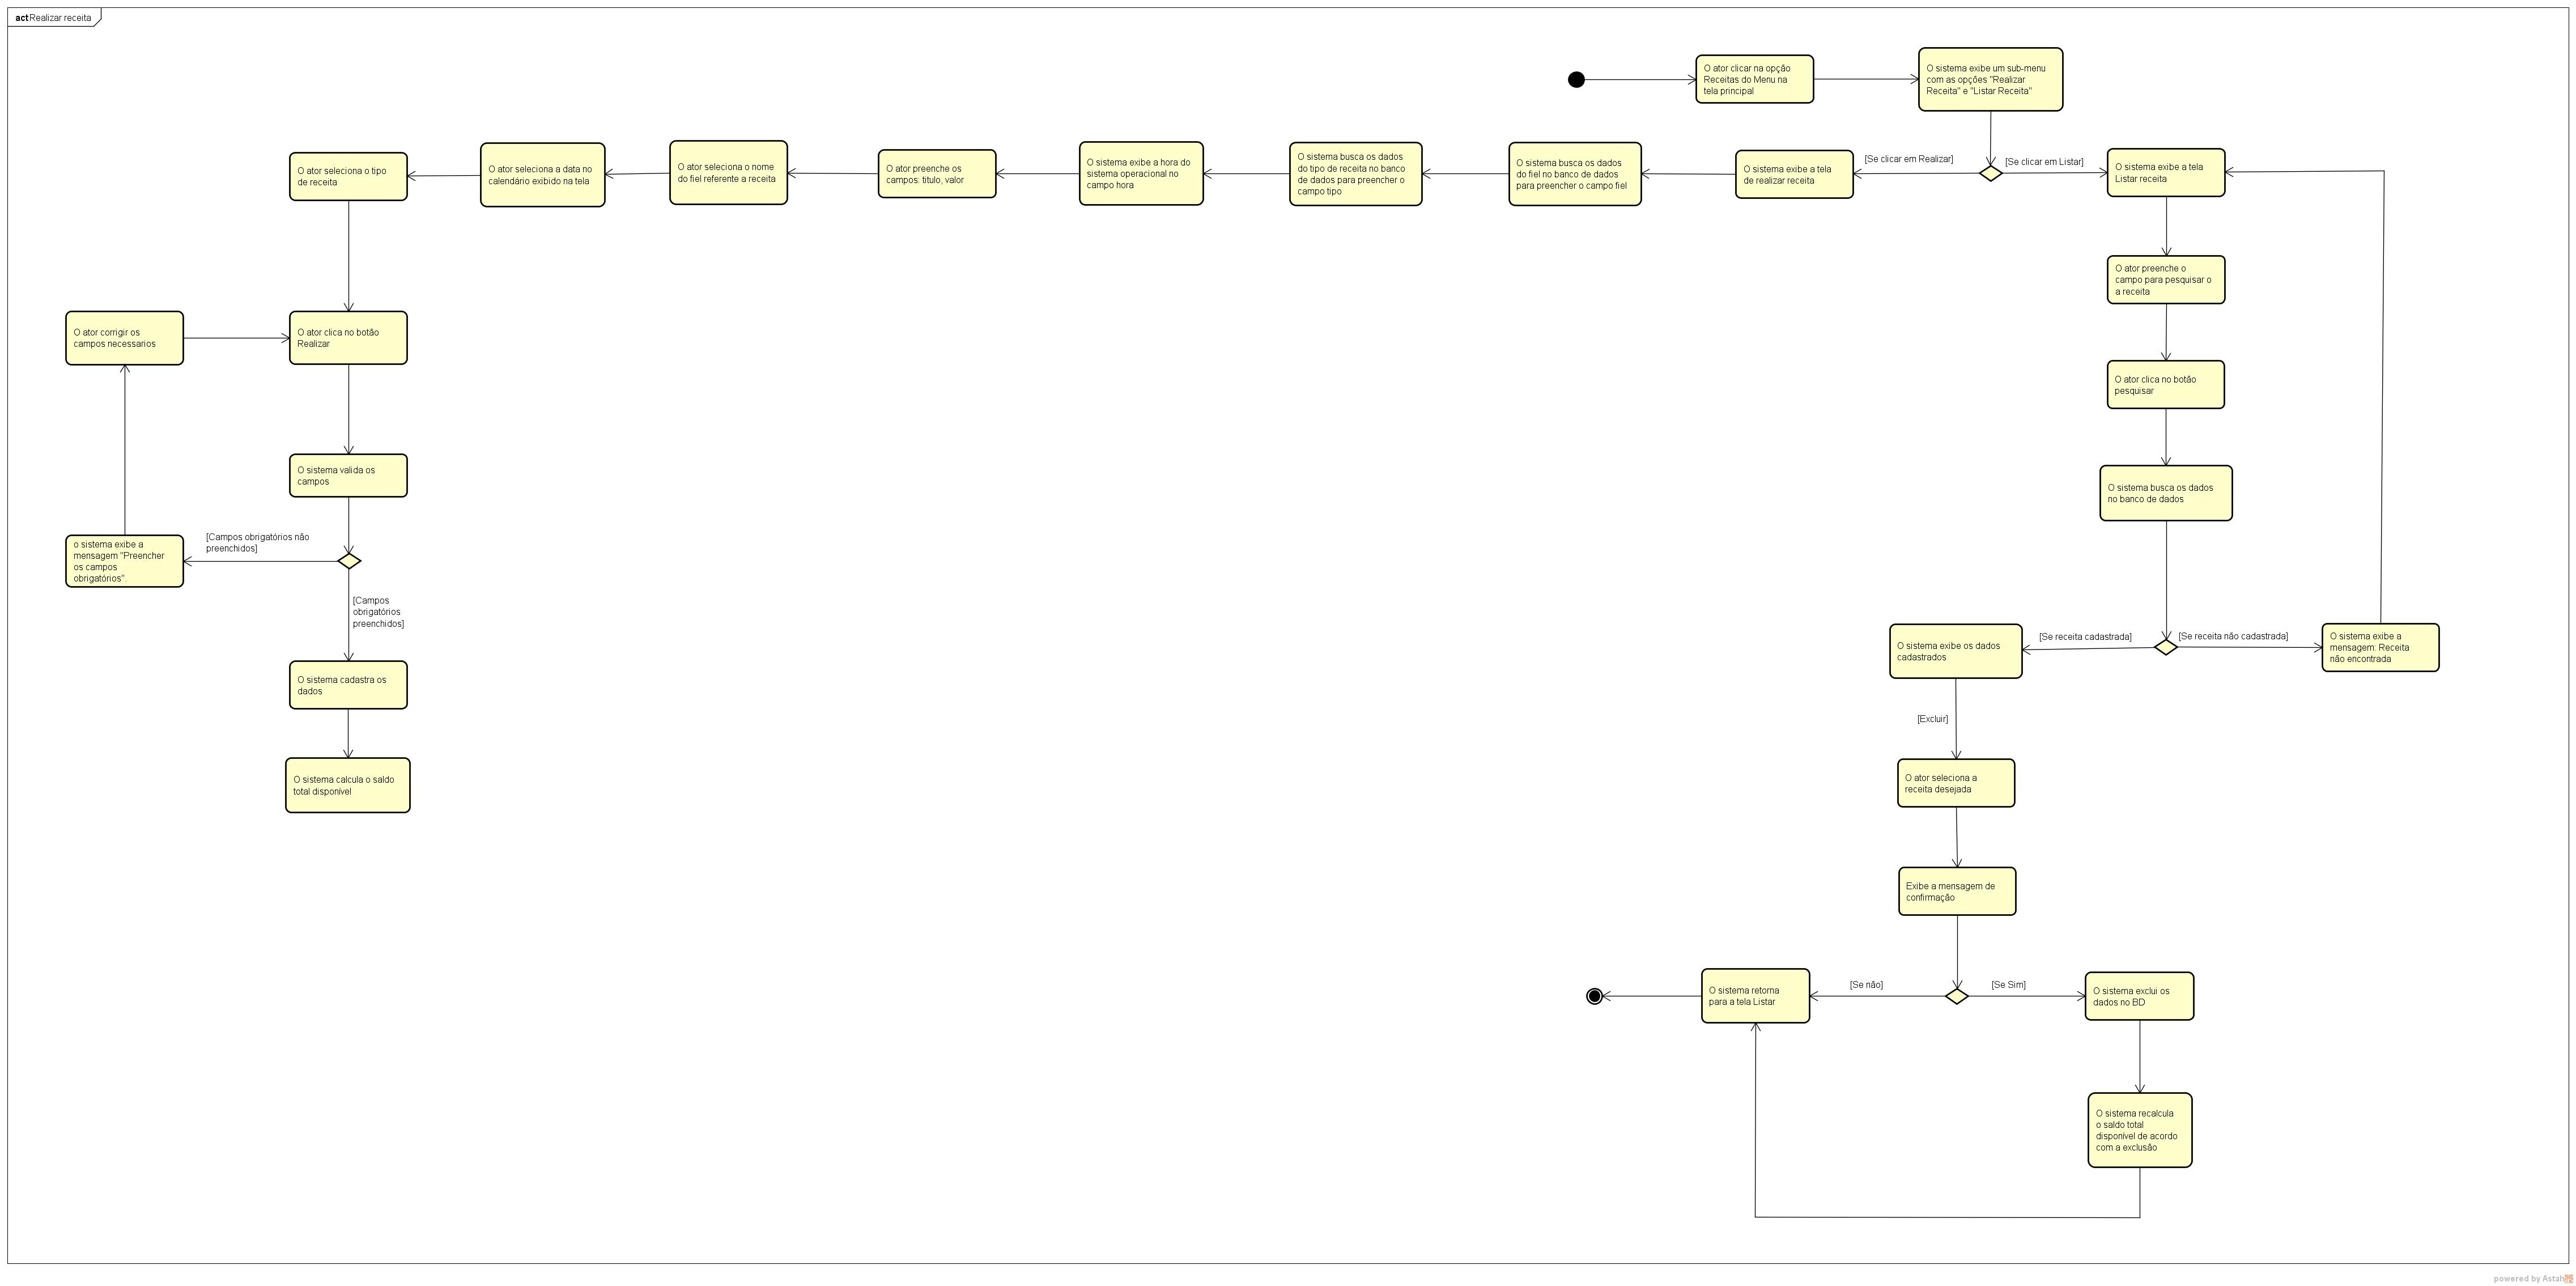 act Realizar receita
O ator clicar na opção
Receitas do Menu na
tela principal
O sistema exibe um sub-menu
com as opções "Realizar
Receita" e "Listar Receita"
[Se clicar em Realizar]
[Se clicar em Listar]
O sistema exibe a tela
Listar receita
O sistema exibe a tela
de realizar receita
O sistema busca os dados
do fiel no banco de dados
para preencher o campo fiel
O sistema busca os dados
do tipo de receita no banco
de dados para preencher o
campo tipo
O sistema exibe a hora do
sistema operacional no
campo hora
O ator preenche os
campos: titulo, valor
O ator seleciona o nome
do fiel referente a receita
O ator seleciona a data no
calendário exibido na tela
O ator seleciona o tipo
de receita
O ator corrigir os
campos necessarios
O ator clica no botão
Realizar
O sistema valida os
campos
[Campos obrigatórios não
preenchidos]
o sistema exibe a
mensagem "Preencher
os campos
obrigatórios".
[Campos
obrigatórios
preenchidos]
O sistema cadastra os
dados
O sistema calcula o saldo
total disponível
O ator preenche o
campo para pesquisar o
a receita
O ator clica no botão
pesquisar
O sistema busca os dados
no banco de dados
[Se receita cadastrada]
[Se receita não cadastrada]
O sistema exibe a
mensagem: Receita
não encontrada
O sistema exibe os dados
cadastrados
[Excluir]
O ator seleciona a
receita desejada
Exibe a mensagem de
confirmação
[Se não]
[Se Sim]
O sistema retorna
para a tela Listar
O sistema exclui os
dados no BD
O sistema recalcula
o saldo total
disponível de acordo
com a exclusão
powered by Astah